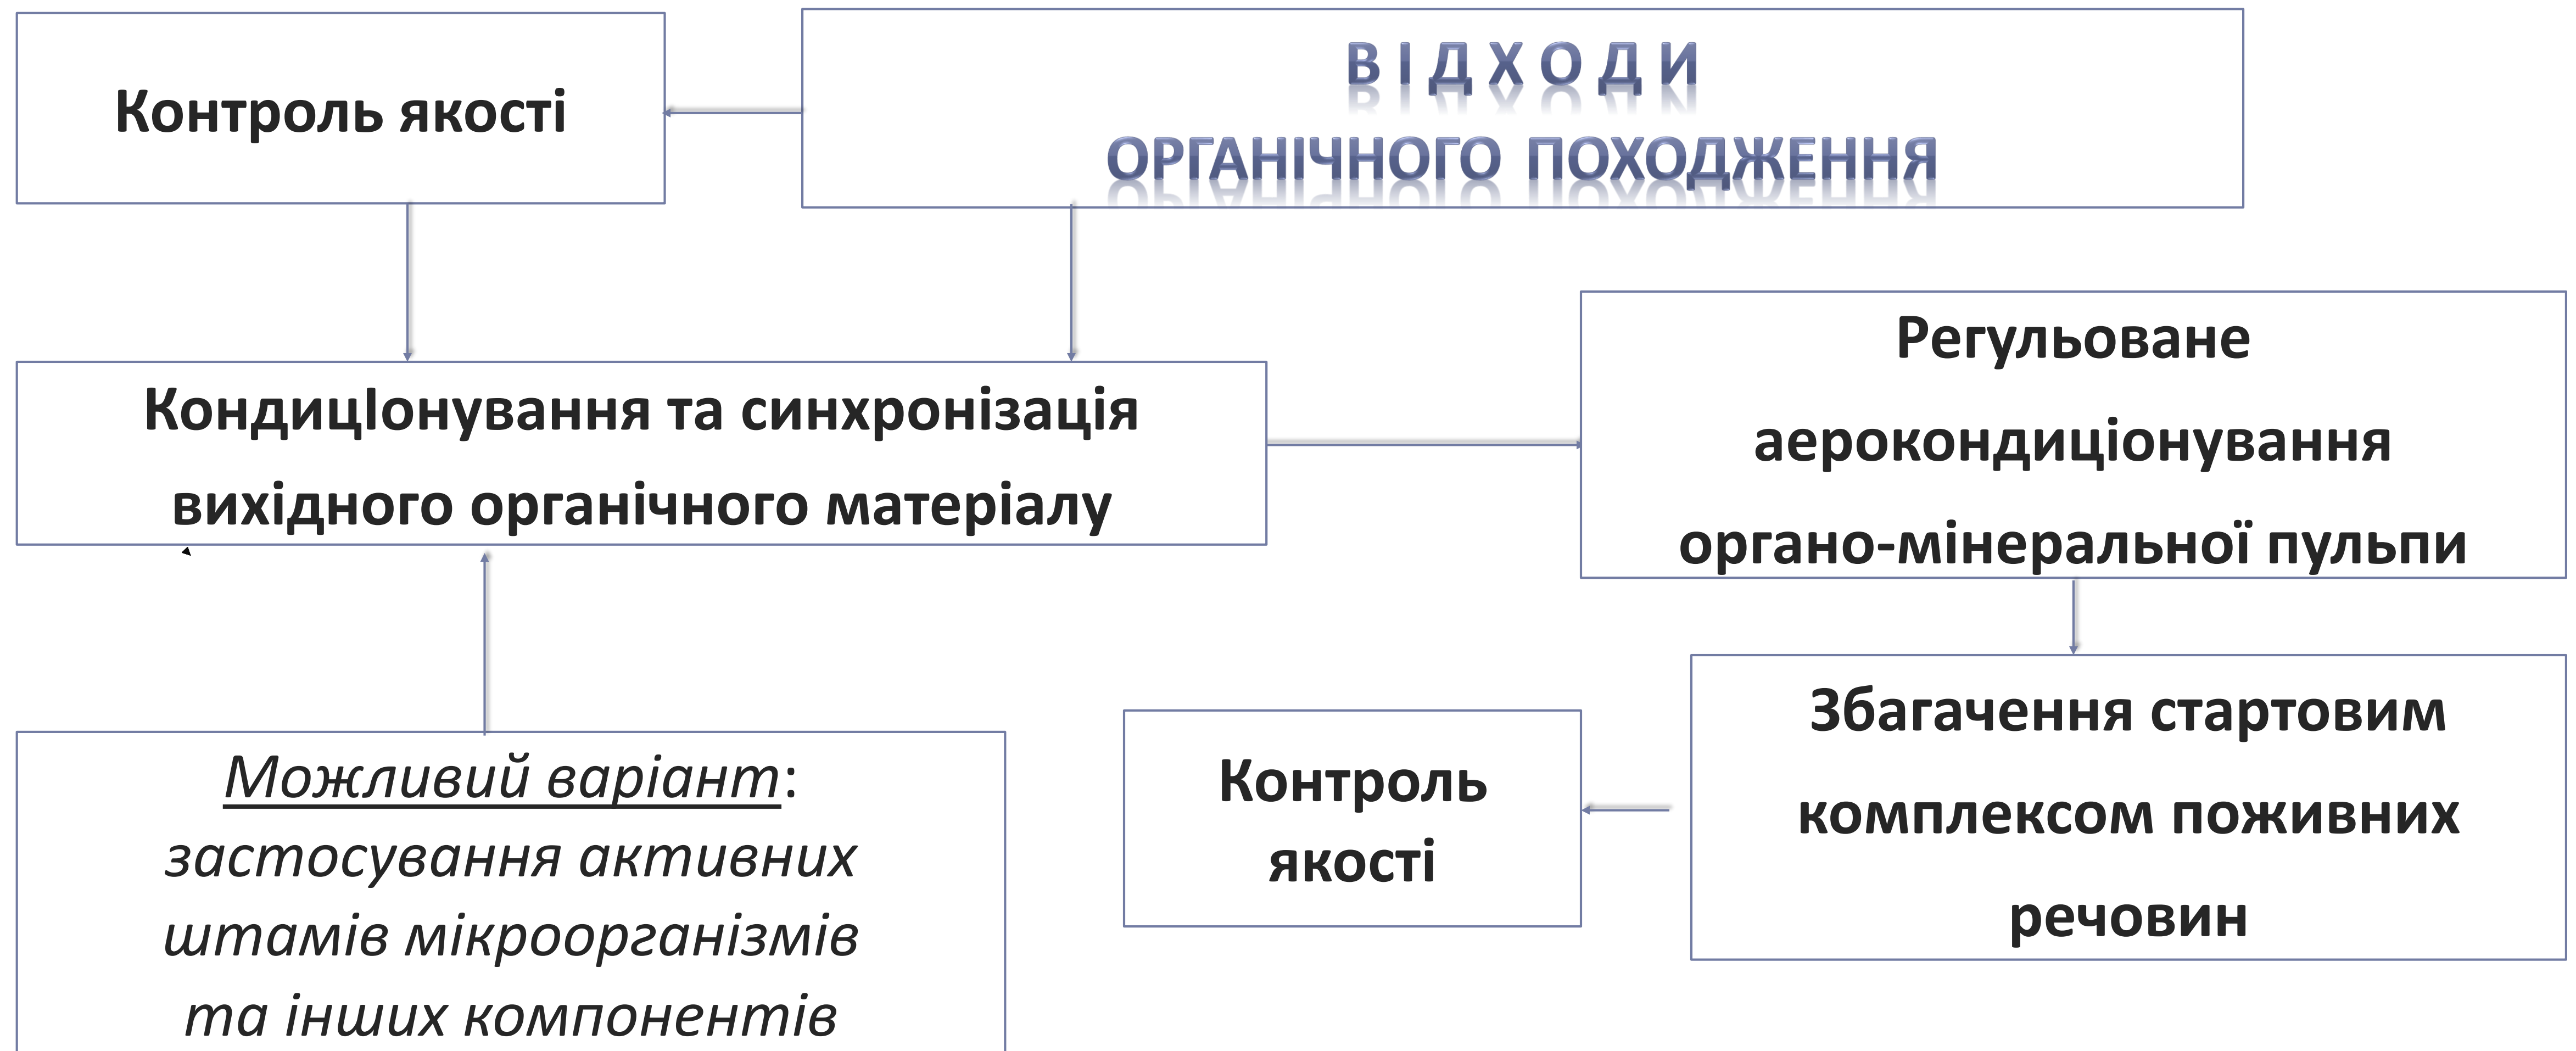 Контроль якості
В І Д Х О Д И
ОРГАНІЧНОГО ПОХОДЖЕННЯ
КондицІонування та синхронізація
вихідного органічного матеріалу
Регульоване
аерокондиціонування
органо-мінеральної пульпи
Можливий варіант:
застосування активних
штамів мікроорганізмів
та інших компонентів
Контроль
якості
Збагачення стартовим
комплексом поживних
речовин